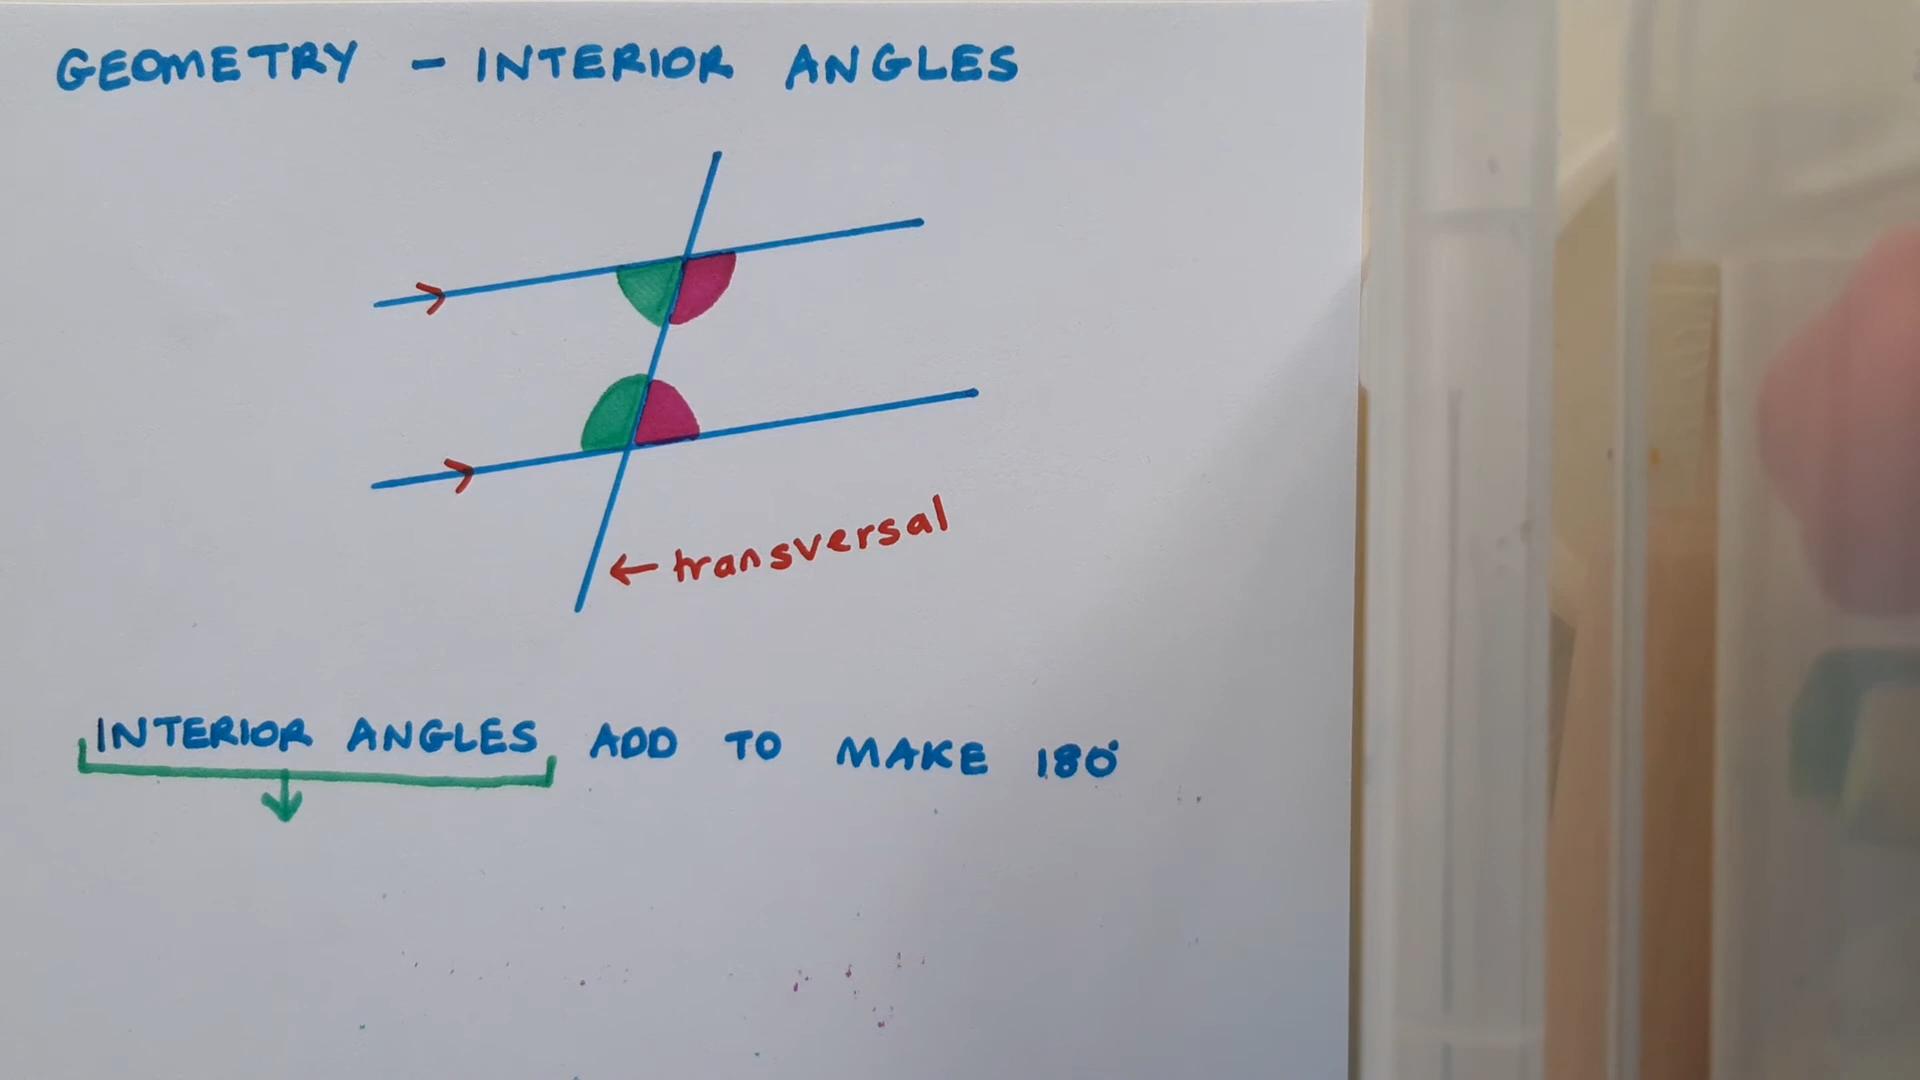 GEOMETRY - INTERIOR ANGLES
← transversal
INTERIOR ANGLES ADD TO MAKE 180°